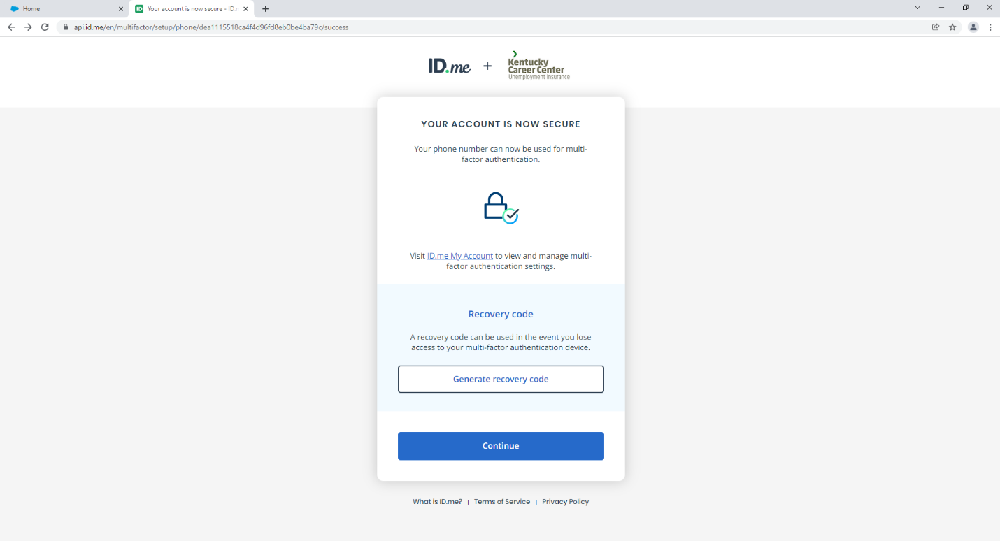 Home
ID Your account is now secure - ID.
api.id.me/en/multifactor/setup/phone/dea1115518ca4f4d96fd8eb0be4ba79c/success
ID.me + Kentucky
Career Center
Unemployment Insurance
YOUR ACCOUNT IS NOW SECURE
Your phone number can now be used for multi-
factor authentication.
Visit ID.me My Account to view and manage multi-
factor authentication settings.
Recovery code
A recovery code can be used in the event you lose
access to your multi-factor authentication device.
Generate recovery code
Continue
What is ID.me? | Terms of Service | Privacy Policy